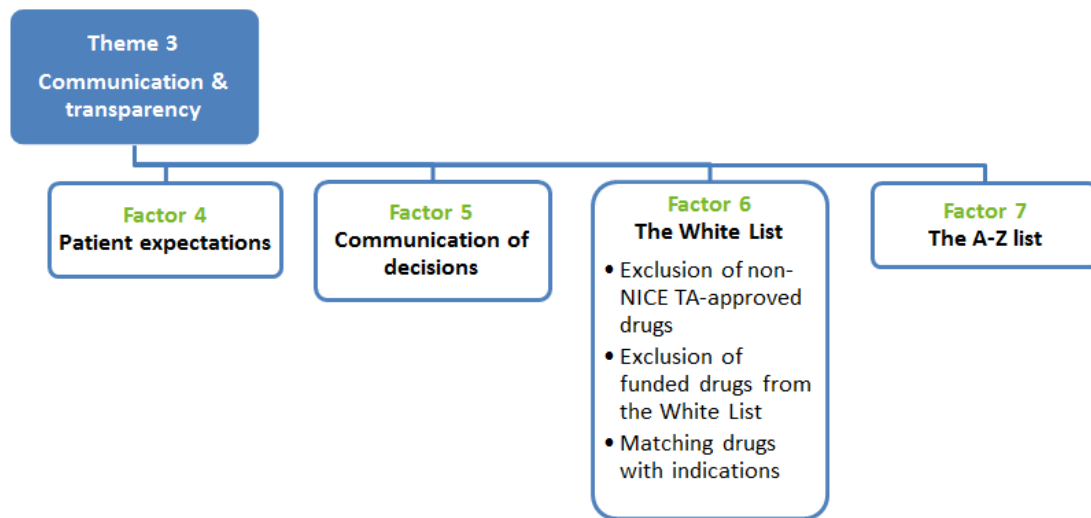 Theme 3
Communication &
transparency
Factor 4
Patient expectations
Factor 5
Communication of
decisions
Factor 6
The White List
• Exclusion of non-
NICE TA-approved
drugs
• Exclusion of
funded drugs from
the White List
• Matching drugs
with indications
Factor 7
The A-Z list